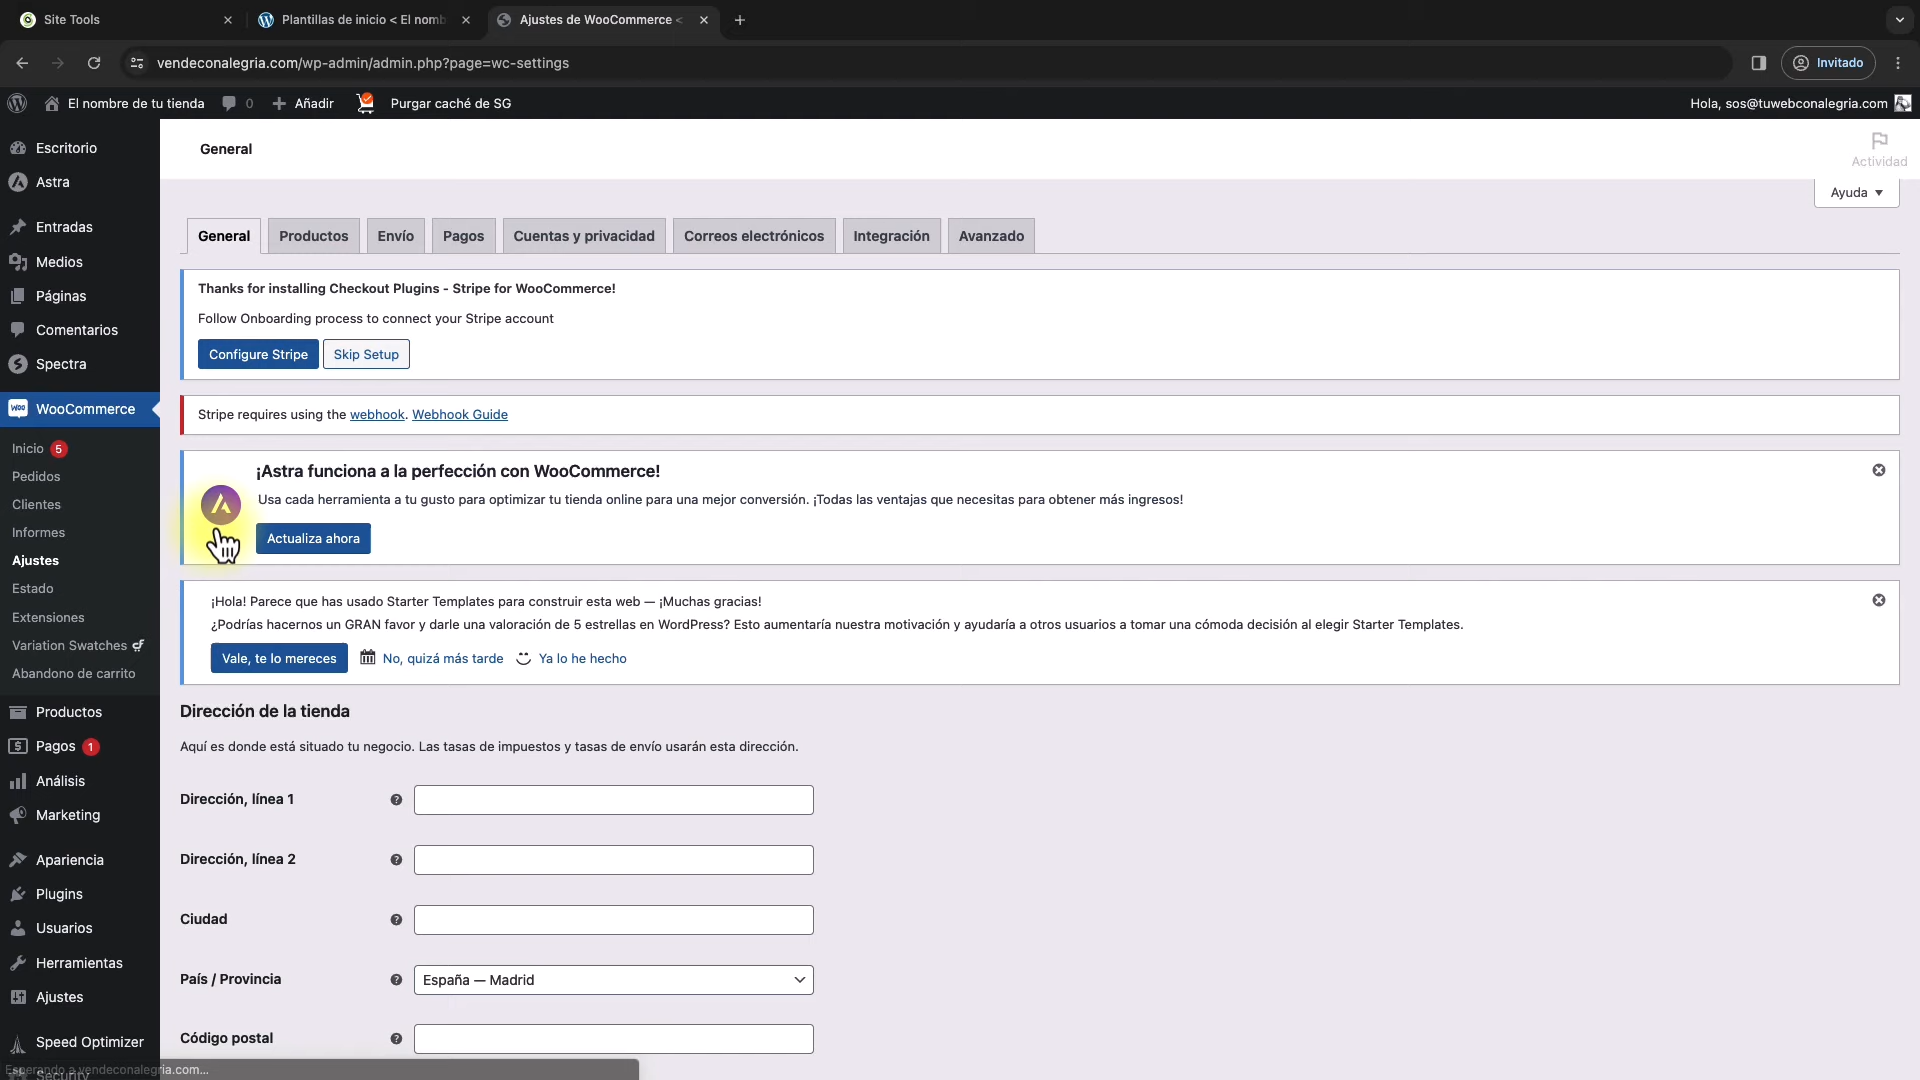 Site Tools
Plantillas de inicio < El nomb
Ajustes de WooCommerce <
vendeconalegria.com/wp-admin/admin.php?page=wc-settings
Invitado
El nombre de tu tienda
0
Añadir
Purgar caché de SG
Hola, sos@tuwebconalegria.com
Escritorio
Astra
Entradas
Medios
Páginas
Comentarios
Spectra
WooCommerce
Inicio 5
Pedidos
Clientes
Informes
Ajustes
Estado
Extensiones
Variation Swatches
Abandono de carrito
Productos
Pagos 1
Análisis
Marketing
Apariencia
Plugins
Usuarios
Herramientas
Ajustes
Speed Optimizer
Security
Esperando a vendeconalegria.com...
General
Actividad
Ayuda
General
Productos
Envío
Pagos
Cuentas y privacidad
Correos electrónicos
Integración
Avanzado
Thanks for installing Checkout Plugins - Stripe for WooCommerce!
Follow Onboarding process to connect your Stripe account
Configure Stripe
Skip Setup
Stripe requires using the webhook. Webhook Guide
¡Astra funciona a la perfección con WooCommerce!
Usa cada herramienta a tu gusto para optimizar tu tienda online para una mejor conversión. ¡Todas las ventajas que necesitas para obtener más ingresos!
Actualiza ahora
¡Hola! Parece que has usado Starter Templates para construir esta web — ¡Muchas gracias!
¿Podrías hacernos un GRAN favor y darle una valoración de 5 estrellas en WordPress? Esto aumentaría nuestra motivación y ayudaría a otros usuarios a tomar una cómoda decisión al elegir Starter Templates.
Vale, te lo mereces
No, quizá más tarde
Ya lo he hecho
Dirección de la tienda
Aquí es donde está situado tu negocio. Las tasas de impuestos y tasas de envío usarán esta dirección.
Dirección, línea 1
Dirección, línea 2
Ciudad
País / Provincia
España — Madrid
Código postal